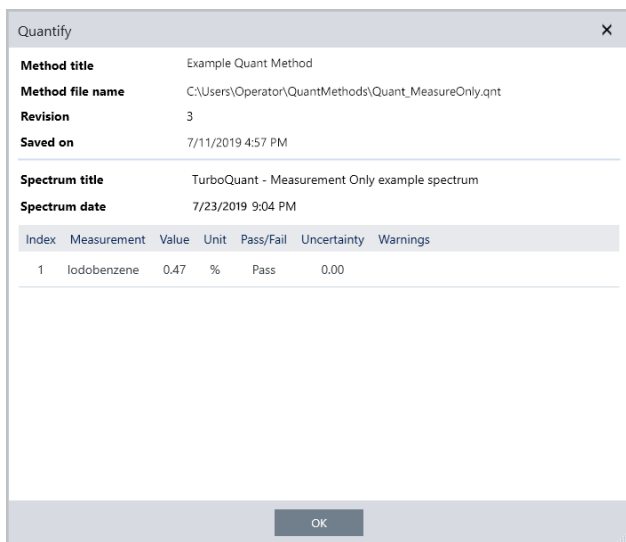 Quantify
Method title Example Quant Method
Method file name C:\Users\Operator\QuantMethods\Quant_MeasureOnly.qnt
Revision 3
Saved on 7/11/2019 4:57 PM
Spectrum title TurboQuant - Measurement Only example spectrum
Spectrum date 7/23/2019 9:04 PM
Index Measurement Value Unit Pass/Fail Uncertainty Warnings
1 Iodobenzene 0.47 % Pass 0.00
OK